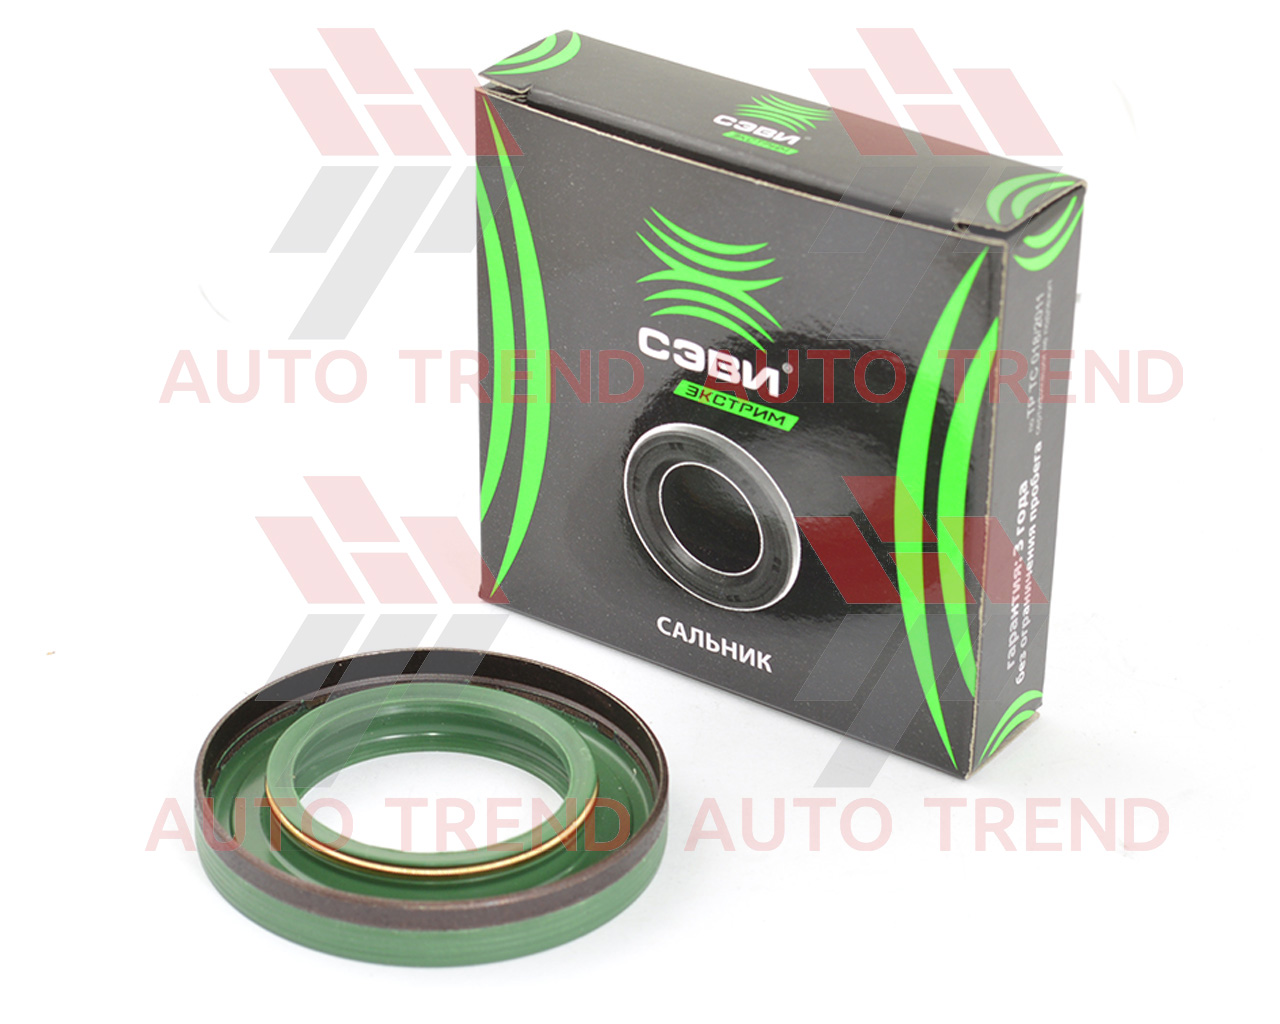 СЭВИ
ЭКСТРИМ
СЭВИ®
ЭКСТРИМ
САЛЬНИК
ТР ТС 018/2011
гарантия: 3 года
без ограничения пробега
AUTO TREND AUTO TREND
AUTO TREND AUTO TREND